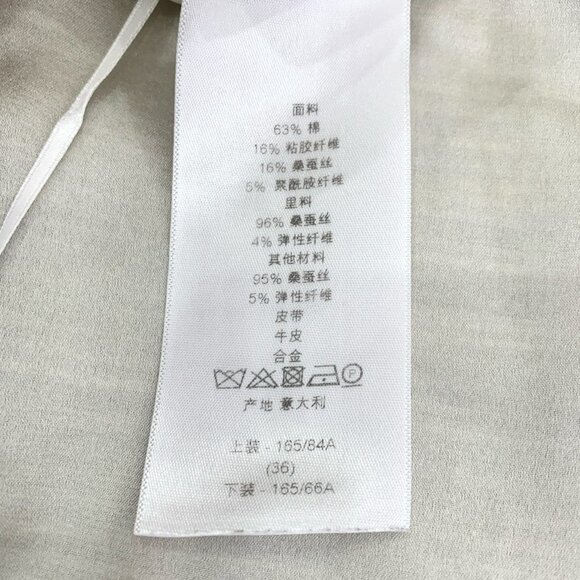 面料
63% 棉
16% 粘胶纤维
16% 桑蚕丝
5% 聚酰胺纤维
里料
96% 桑蚕丝
4% 弹性纤维
其他材料
95% 桑蚕丝
5% 弹性纤维
皮带
牛皮
合金
P
产地 意大利
上装 - 165/84A
(36)
下装 - 165/66A